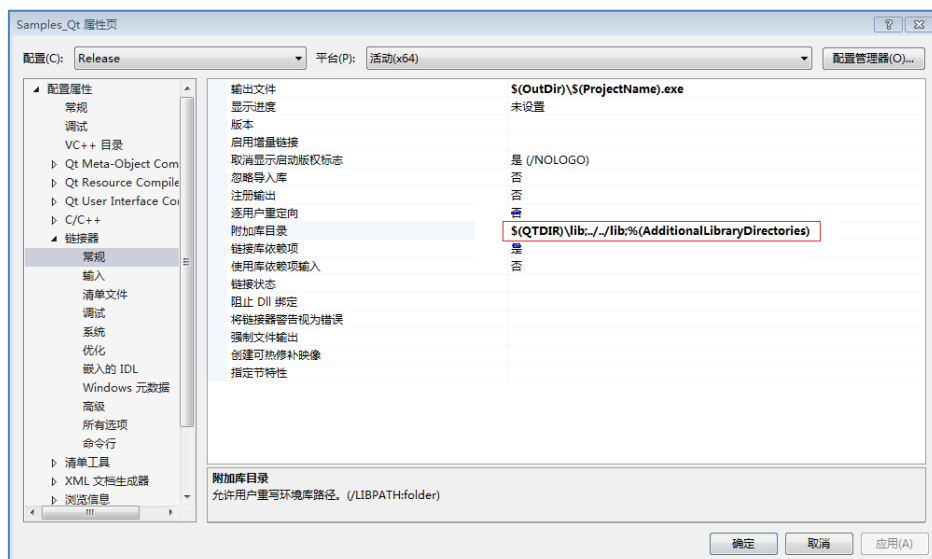 Samples_Qt 属性页
配置(C): Release 平台(P): 活动(x64) 配置管理器(O)...
配置属性
常规
调试
VC++ 目录
Qt Meta-Object Com
Qt Resource Compile
Qt User Interface Co
C/C++
链接器
常规
输入
清单文件
调试
系统
优化
嵌入的 IDL
Windows 元数据
高级
所有选项
命令行
清单工具
XML 文档生成器
浏览信息
输出文件 $(OutDir)\$(ProjectName).exe
显示进度 未设置
版本
启用增量链接
取消显示启动版权标志 是 (/NOLOGO)
忽略导入库 否
注册输出 否
逐用户重定向 否
附加库目录 $(QTDIR)\lib;../../lib;%(AdditionalLibraryDirectories)
链接库依赖项 是
使用库依赖项输入 否
链接状态
阻止 Dll 绑定
将链接器警告视为错误
强制文件输出
创建可热修补映像
指定节特性
附加库目录
允许用户重写环境库路径。(/LIBPATH:folder)
确定 取消 应用(A)